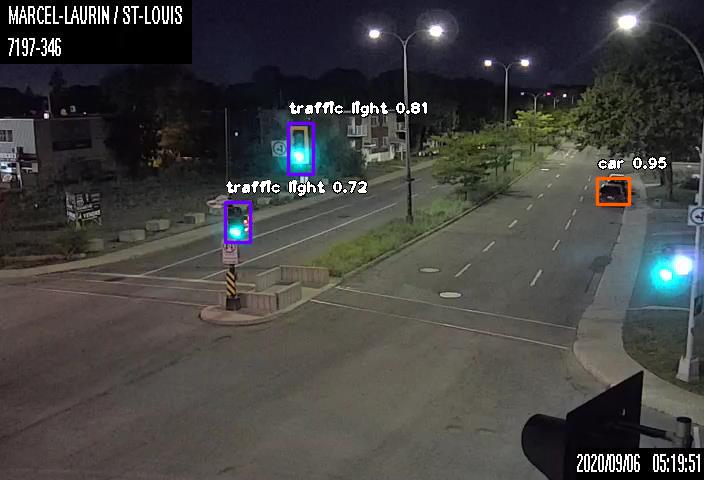 MARCEL-LAURIN / ST-LOUIS
7197-346
traffic light 0.81
car 0.95
traffic light 0.72
2020/09/06 05:19:51